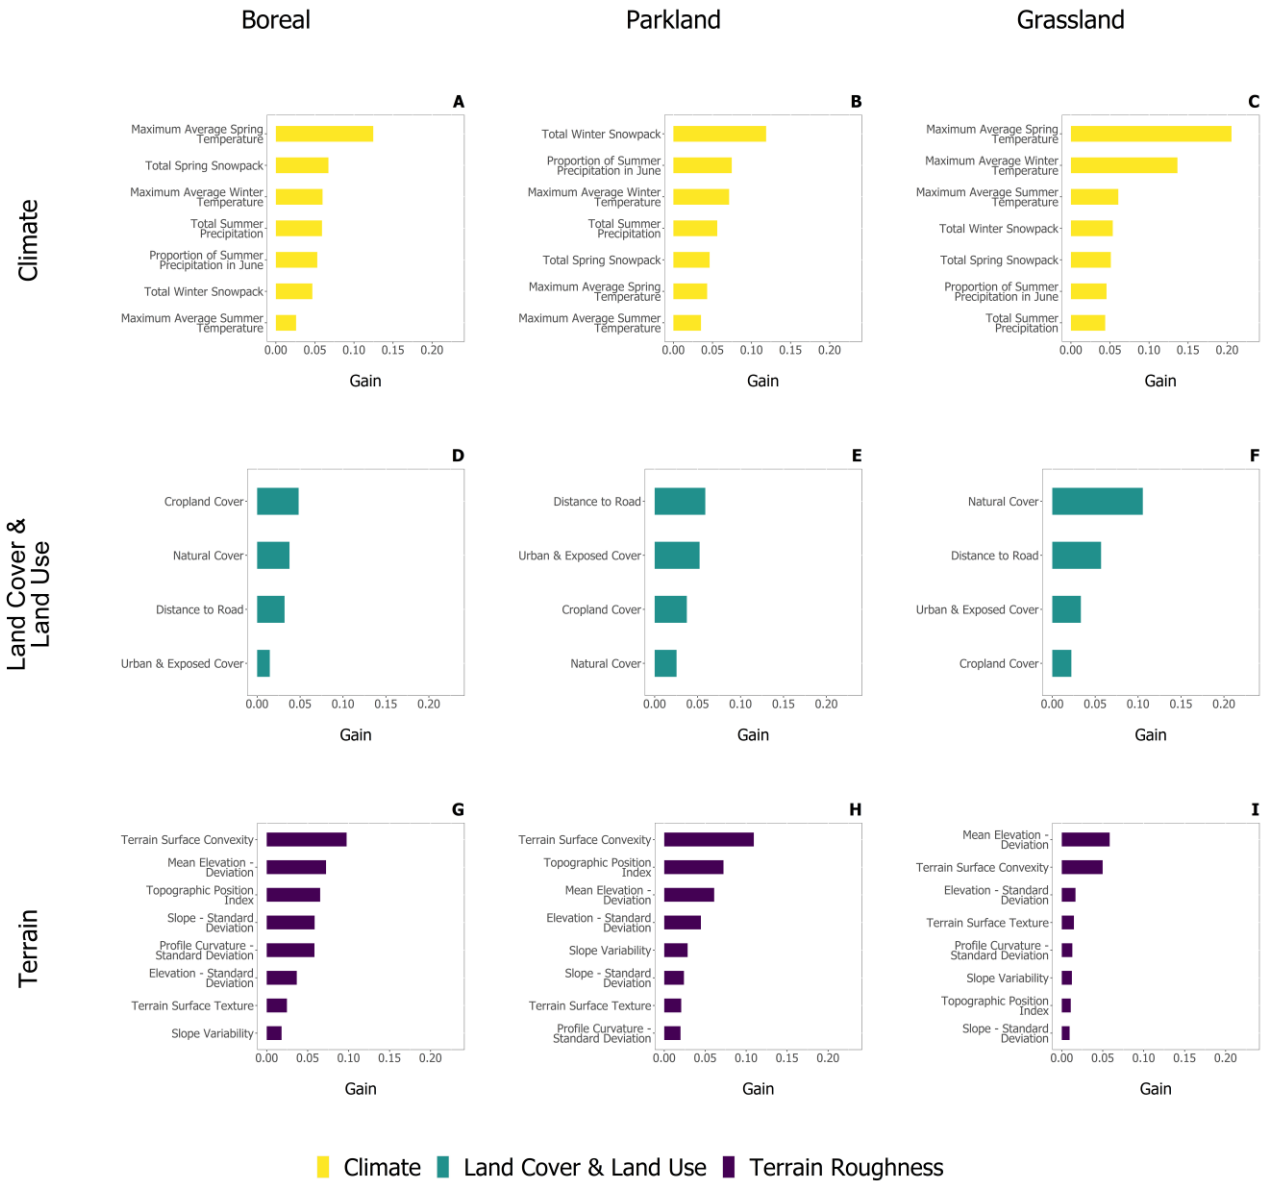 Boreal
Parkland
Grassland
Climate
A
Maximum Average Spring
Temperature
Total Spring Snowpack
Maximum Average Winter
Temperature
Total Summer
Precipitation
Proportion of Summer
Precipitation in June
Total Winter Snowpack
Maximum Average Summer
Temperature
0.00 0.05 0.10 0.15 0.20
Gain
B
Total Winter Snowpack
Proportion of Summer
Precipitation in June
Maximum Average Winter
Temperature
Total Summer
Precipitation
Total Spring Snowpack
Maximum Average Spring
Temperature
Maximum Average Summer
Temperature
0.00 0.05 0.10 0.15 0.20
Gain
C
Maximum Average Spring
Temperature
Maximum Average Winter
Temperature
Maximum Average Summer
Temperature
Total Winter Snowpack
Total Spring Snowpack
Proportion of Summer
Precipitation in June
Total Summer
Precipitation
0.00 0.05 0.10 0.15 0.20
Gain
Land Cover &
Land Use
D
Cropland Cover
Natural Cover
Distance to Road
Urban & Exposed Cover
0.00 0.05 0.10 0.15 0.20
Gain
E
Distance to Road
Urban & Exposed Cover
Cropland Cover
Natural Cover
0.00 0.05 0.10 0.15 0.20
Gain
F
Natural Cover
Distance to Road
Urban & Exposed Cover
Cropland Cover
0.00 0.05 0.10 0.15 0.20
Gain
Terrain
G
Terrain Surface Convexity
Mean Elevation -
Deviation
Topographic Position
Index
Slope - Standard
Deviation
Profile Curvature -
Standard Deviation
Elevation - Standard
Deviation
Terrain Surface Texture
Slope Variability
0.00 0.05 0.10 0.15 0.20
Gain
H
Terrain Surface Convexity
Topographic Position
Index
Mean Elevation -
Deviation
Elevation - Standard
Deviation
Slope Variability
Slope - Standard
Deviation
Terrain Surface Texture
Profile Curvature -
Standard Deviation
0.00 0.05 0.10 0.15 0.20
Gain
I
Mean Elevation -
Deviation
Terrain Surface Convexity
Elevation - Standard
Deviation
Terrain Surface Texture
Profile Curvature -
Standard Deviation
Slope Variability
Topographic Position
Index
Slope - Standard
Deviation
0.00 0.05 0.10 0.15 0.20
Gain
Climate Land Cover & Land Use Terrain Roughness